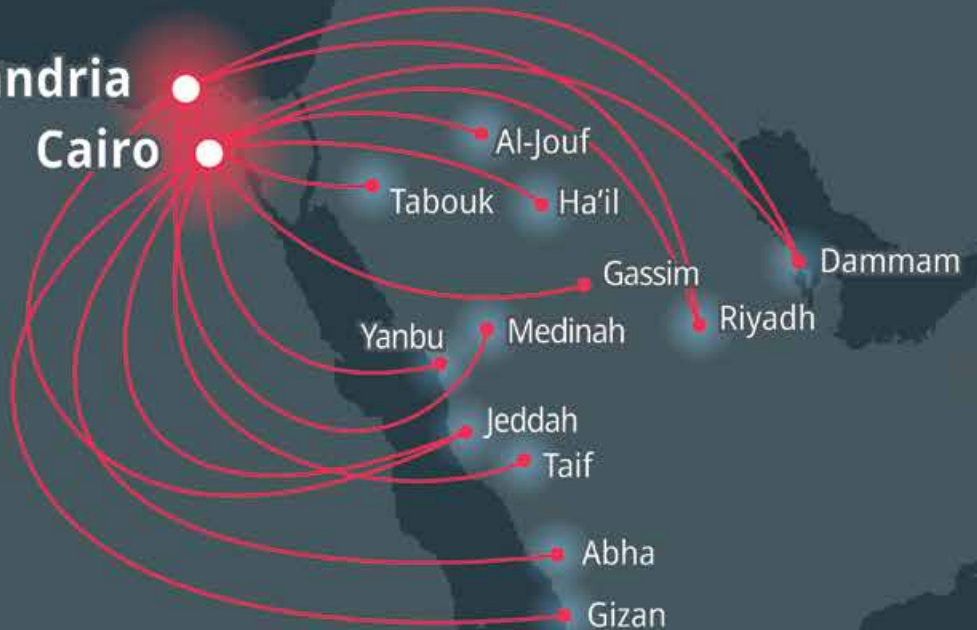 ndria
Cairo
Al-Jouf
Tabouk
Ha'il
Dammam
Gassim
Riyadh
Yanbu
Medinah
Jeddah
Taif
Abha
Gizan